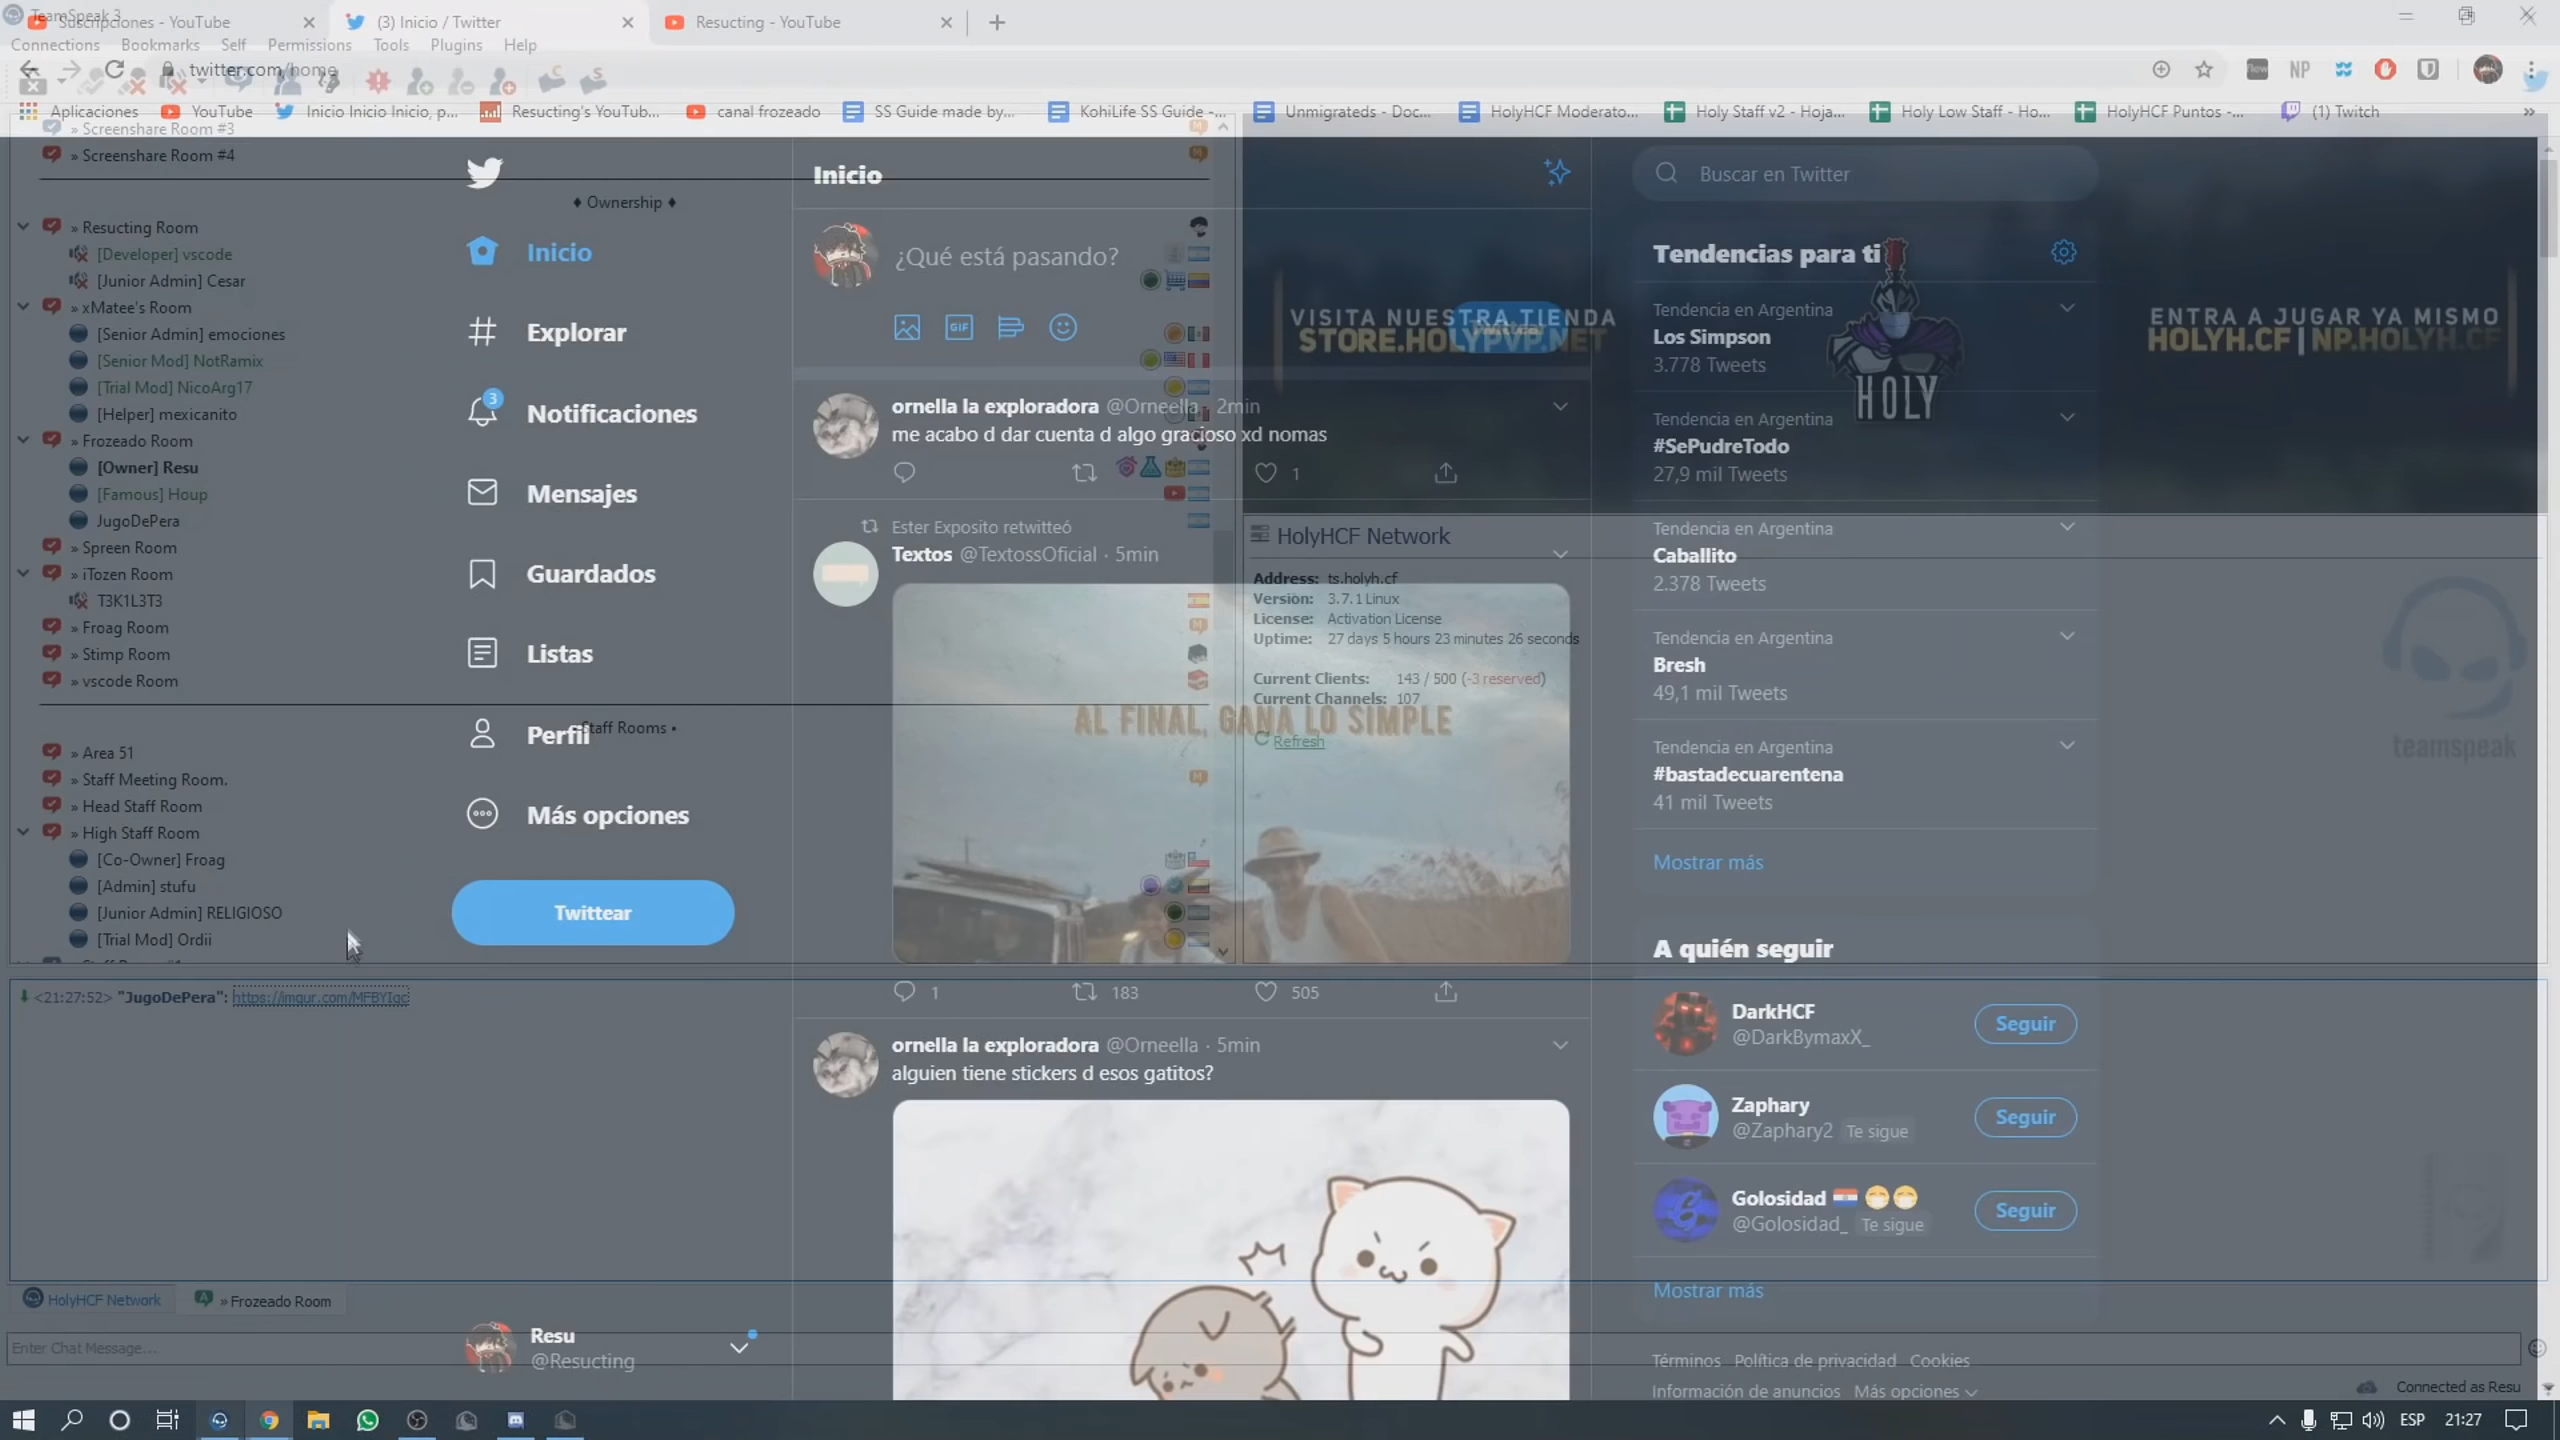 TeamSpeak 3
Suscripciones - YouTube
(3) Inicio / Twitter
Resucting - YouTube
Connections Bookmarks Self Permissions Tools Plugins Help
twitter.com/home
Aplicaciones
YouTube
Inicio Inicio Inicio, p...
Resucting's YouTub...
canal frozeado
SS Guide made by...
KohiLife SS Guide -...
Unmigrateds - Doc...
HolyHCF Moderato...
Holy Staff v2 - Hoja...
Holy Low Staff - Ho...
HolyHCF Puntos -...
(1) Twitch
» Screenshare Room #3
» Screenshare Room #4
♦ Ownership ♦
» Resucting Room
[Developer] vscode
[Junior Admin] Cesar
» xMatee's Room
[Senior Admin] emociones
[Senior Mod] NotRamix
[Trial Mod] NicoArg17
[Helper] mexicanito
» Frozeado Room
[Owner] Resu
[Famous] Houp
JugoDePera
» Spreen Room
» iTozen Room
T3K1L3T3
» Froag Room
» Stimp Room
» vscode Room
Staff Rooms •
» Area 51
» Staff Meeting Room.
» Head Staff Room
» High Staff Room
[Co-Owner] Froag
[Admin] stufu
[Junior Admin] RELIGIOSO
[Trial Mod] Ordii
Inicio
Explorar
3
Notificaciones
Mensajes
Guardados
Listas
Perfil
Más opciones
Twittear
Inicio
¿Qué está pasando?
GIF
ornella la exploradora @Orneella · 2min
me acabo d dar cuenta d algo gracioso xd nomas
1
Ester Exposito retwitteó
Textos @TextossOficial · 5min
AL FINAL, GANA LO SIMPLE
1 183 505
ornella la exploradora @Orneella · 5min
alguien tiene stickers d esos gatitos?
VISITA NUESTRA TIENDA
STORE.HOLYPVP.NET
HOLY
ENTRA A JUGAR YA MISMO
HOLYH.CF | NP.HOLYH.CF
HolyHCF Network
Address: ts.holyh.cf
Version: 3.7.1 Linux
License: Activation License
Uptime: 27 days 5 hours 23 minutes 26 seconds
Current Clients: 143 / 500 (-3 reserved)
Current Channels: 107
Refresh
teamspeak
Buscar en Twitter
Tendencias para ti
Tendencia en Argentina
Los Simpson
3.778 Tweets
Tendencia en Argentina
#SePudreTodo
27,9 mil Tweets
Tendencia en Argentina
Caballito
2.378 Tweets
Tendencia en Argentina
Bresh
49,1 mil Tweets
Tendencia en Argentina
#bastadecuarentena
41 mil Tweets
Mostrar más
A quién seguir
DarkHCF
@DarkBymaxX_
Seguir
Zaphary
@Zaphary2 Te sigue
Seguir
Golosidad
@Golosidad_ Te sigue
Seguir
Mostrar más
Términos Política de privacidad Cookies
Información de anuncios Más opciones
<21:27:52> "JugoDePera": https://imgur.com/MFBYIqc
HolyHCF Network
» Frozeado Room
Enter Chat Message...
Resu
@Resucting
Connected as Resu
ESP 21:27